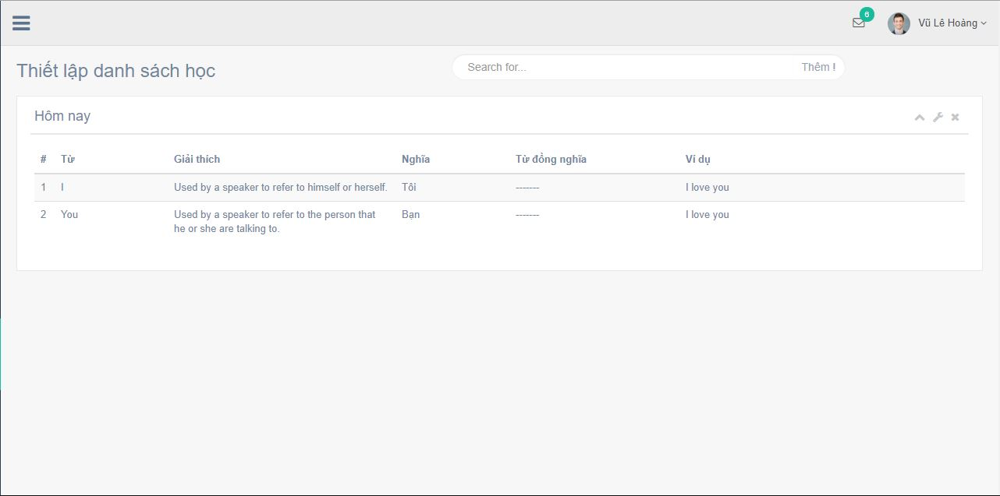 6
Vũ Lê Hoàng
Thiết lập danh sách học
Search for... Thêm !
Hôm nay
# Từ Giải thích Nghĩa Từ đồng nghĩa Ví dụ
1 I Used by a speaker to refer to himself or herself. Tôi ------- I love you
2 You Used by a speaker to refer to the person that Bạn ------- I love you
he or she are talking to.